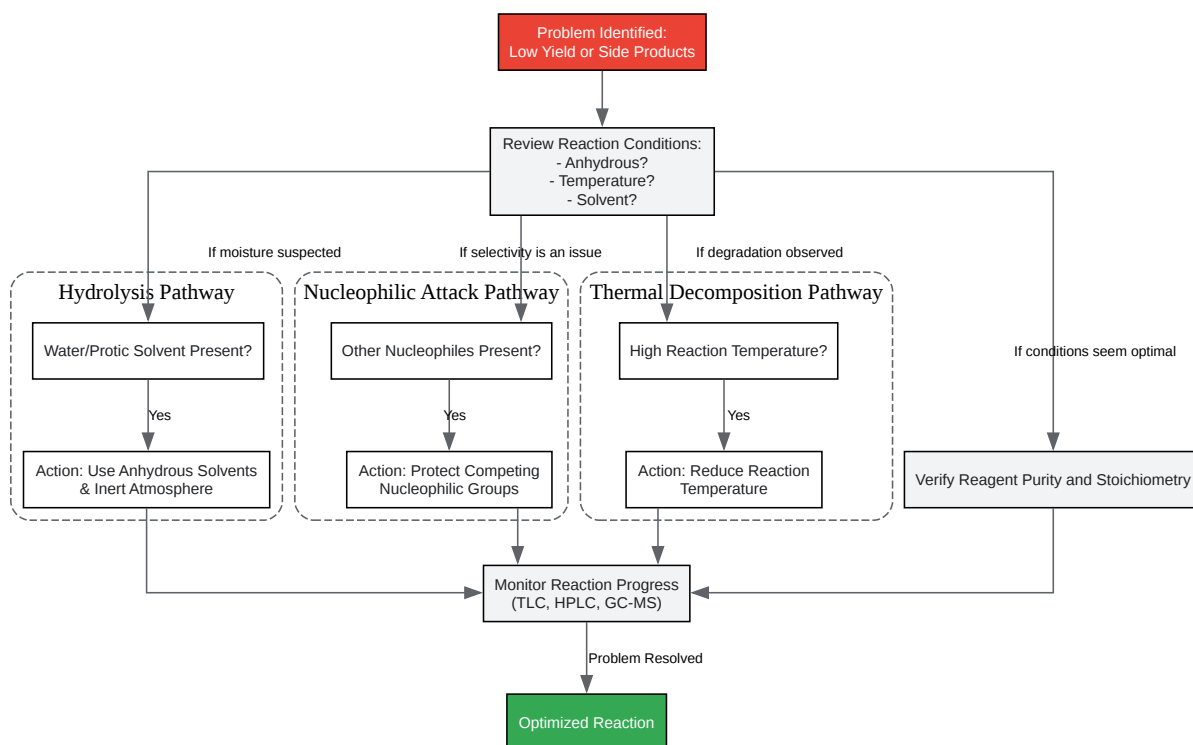 Problem Identified:
Low Yield or Side Products
Review Reaction Conditions:
- Anhydrous?
- Temperature?
- Solvent?
If moisture suspected
If selectivity is an issue
If degradation observed
Hydrolysis Pathway
Nucleophilic Attack Pathway
Thermal Decomposition Pathway
Water/Protic Solvent Present?
Other Nucleophiles Present?
High Reaction Temperature?
If conditions seem optimal
Yes
Yes
Yes
Action: Use Anhydrous Solvents
& Inert Atmosphere
Action: Protect Competing
Nucleophilic Groups
Action: Reduce Reaction
Temperature
Verify Reagent Purity and Stoichiometry
Monitor Reaction Progress
(TLC, HPLC, GC-MS)
Problem Resolved
Optimized Reaction